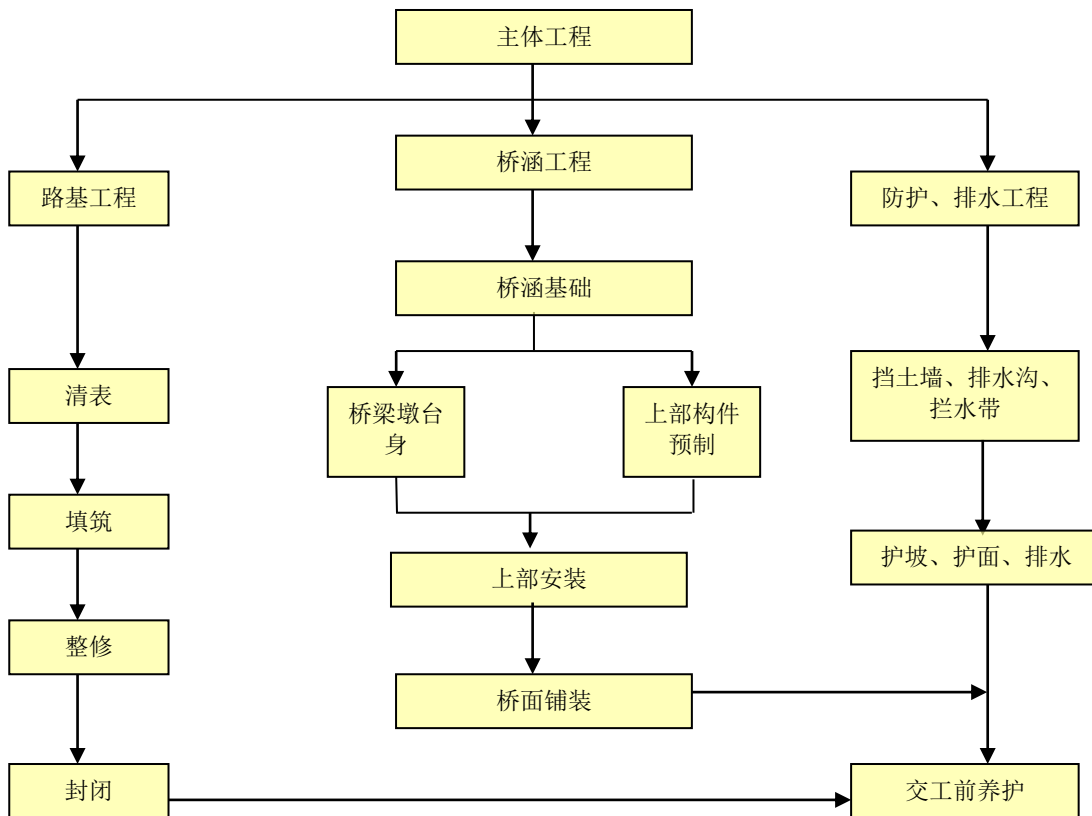 主体工程
桥涵工程
路基工程
防护、排水工程
桥涵基础
清表
桥梁墩台
身
上部构件
预制
挡土墙、排水沟、
拦水带
填筑
上部安装
护坡、护面、排水
整修
桥面铺装
封闭
交工前养护